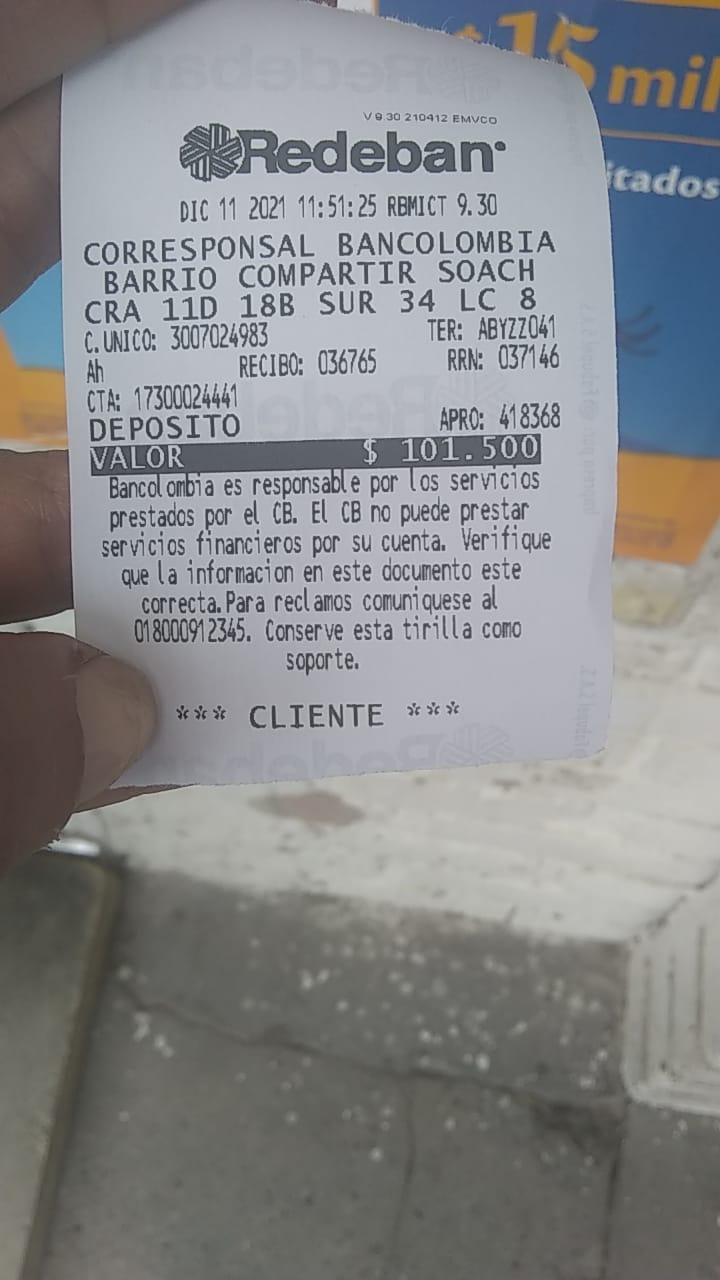 V 9.30 210412 EMVCO
Redeban
DIC 11 2021 11:51:25 RBMICT 9.30
CORRESPONSAL BANCOLOMBIA
BARRIO COMPARTIR SOACH
CRA 11D 18B SUR 34 LC 8
C. UNICO: 3007024983 TER: ABYZZ041
Ah RECIBO: 036765 RRN: 037146
CTA: 17300024441
DEPOSITO APRO: 418368
VALOR $ 101.500
Bancolombia es responsable por los servicios
prestados por el CB. El CB no puede prestar
servicios financieros por su cuenta. Verifique
que la informacion en este documento este
correcta. Para reclamos comuniquese al
018000912345. Conserve esta tirilla como
soporte.
*** CLIENTE ***
$15 mil
itados